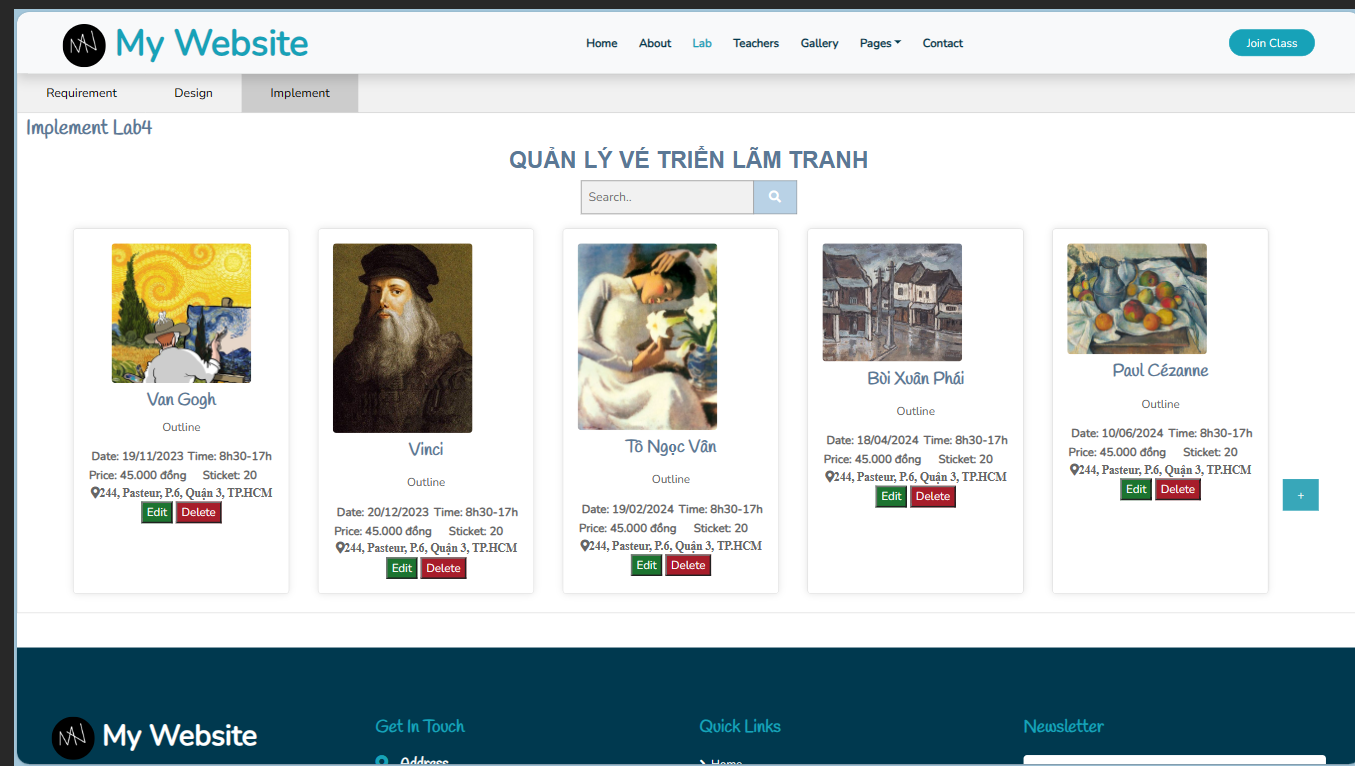 My Website
Home About Lab Teachers Gallery Pages Contact
Join Class
Requirement Design Implement
Implement Lab4
QUẢN LÝ VÉ TRIỂN LÃM TRANH
Search..
Van Gogh
Outline
Date: 19/11/2023 Time: 8h30-17h
Price: 45.000 đồng Sticket: 20
244, Pasteur, P.6, Quận 3, TP.HCM
Edit Delete
Vinci
Outline
Date: 20/12/2023 Time: 8h30-17h
Price: 45.000 đồng Sticket: 20
244, Pasteur, P.6, Quận 3, TP.HCM
Edit Delete
Tô Ngọc Vân
Outline
Date: 19/02/2024 Time: 8h30-17h
Price: 45.000 đồng Sticket: 20
244, Pasteur, P.6, Quận 3, TP.HCM
Edit Delete
Bùi Xuân Phái
Outline
Date: 18/04/2024 Time: 8h30-17h
Price: 45.000 đồng Sticket: 20
244, Pasteur, P.6, Quận 3, TP.HCM
Edit Delete
Paul Cézanne
Outline
Date: 10/06/2024 Time: 8h30-17h
Price: 45.000 đồng Sticket: 20
244, Pasteur, P.6, Quận 3, TP.HCM
Edit Delete
+
My Website
Get In Touch
Address
Quick Links
Home
Newsletter